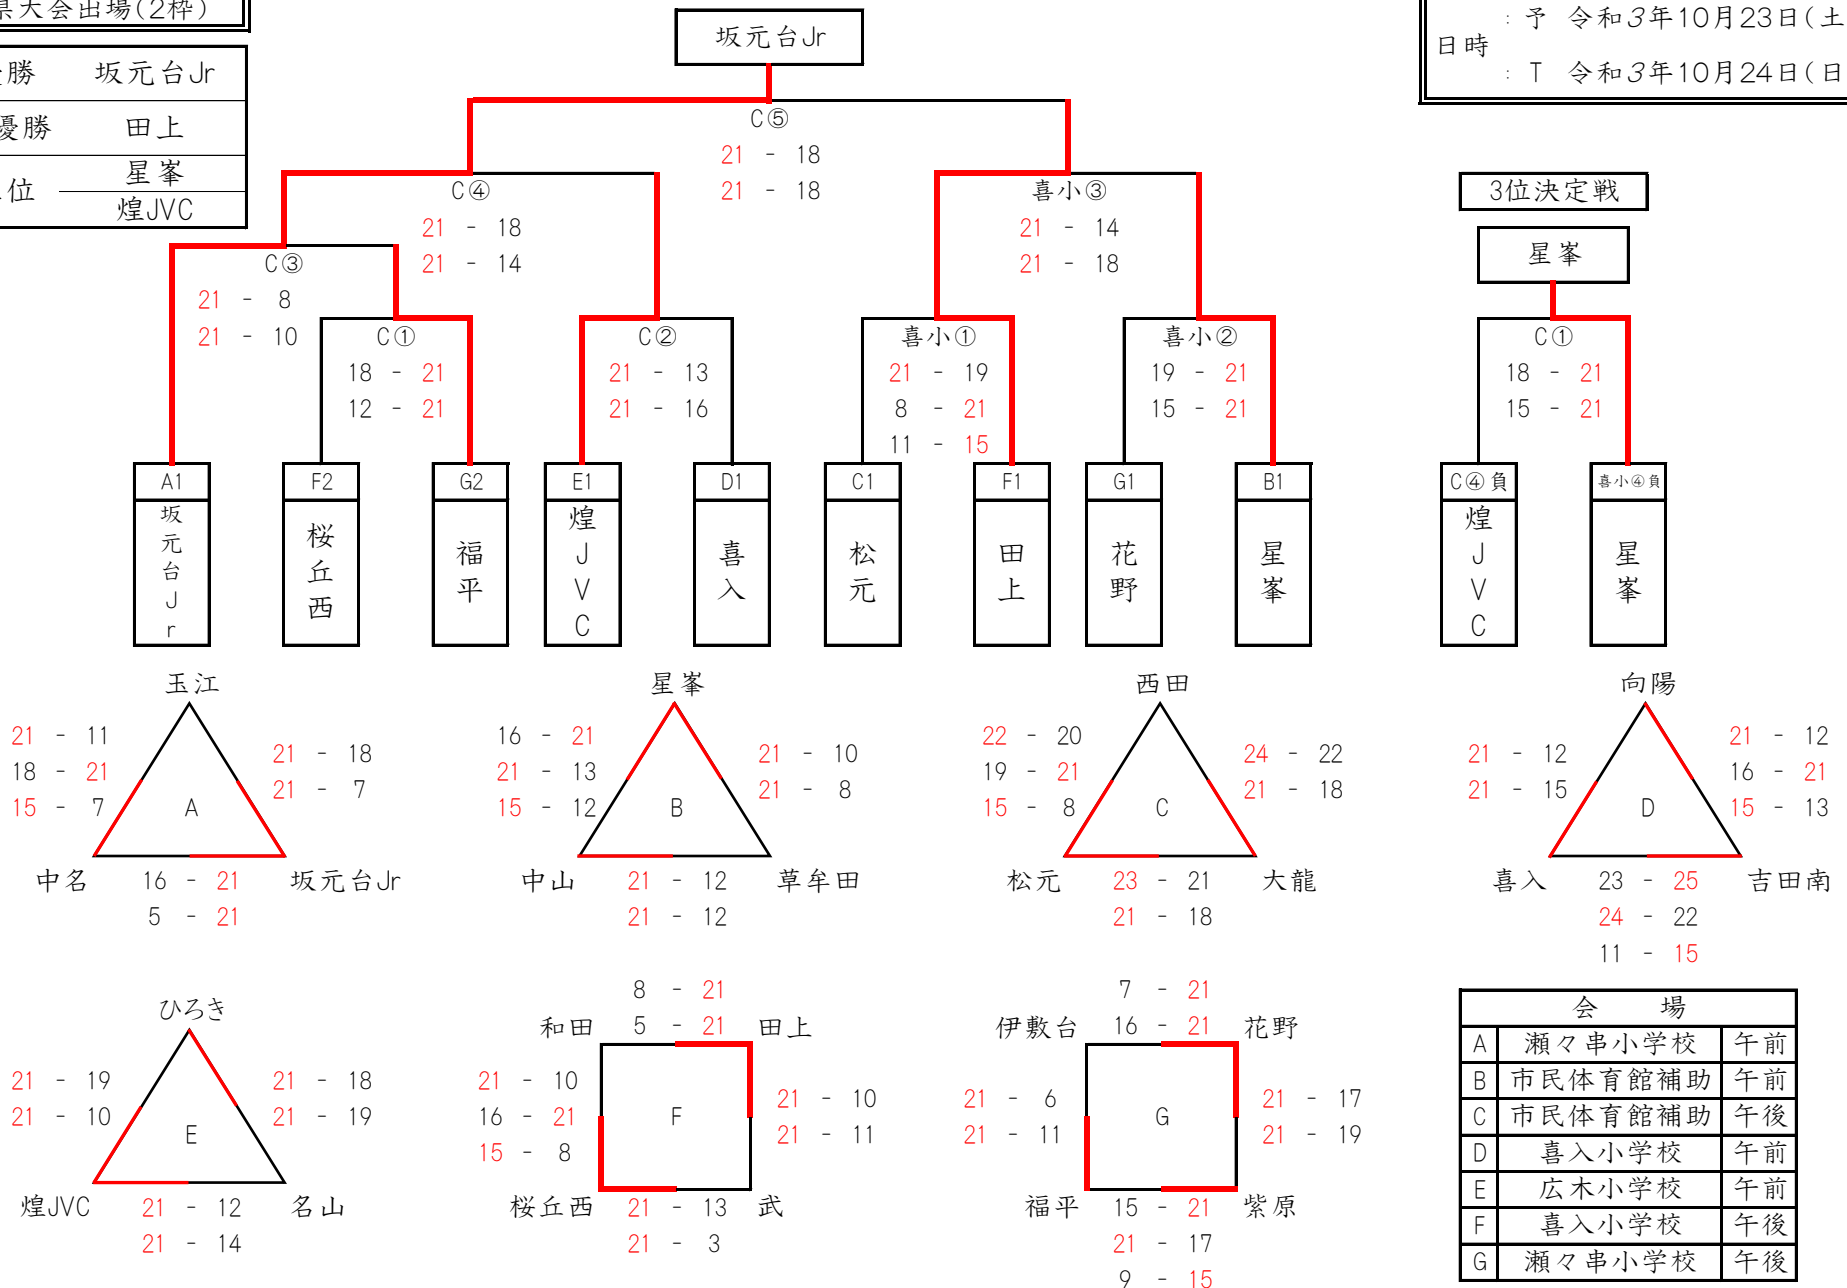 県大会出場(2枠)
勝 坂元台Jr
優勝 田上
位 星峯
煌JVC
坂元台Jr
日時
: 予 令和3年10月23日(土
: T 令和3年10月24日(日
C⑤
21 - 18
21 - 18
C④
21 - 18
21 - 14
喜小③
21 - 14
21 - 18
3位決定戦
星峯
C③
21 - 8
21 - 10
C①
18 - 21
12 - 21
C②
21 - 13
21 - 16
喜小①
21 - 19
8 - 21
11 - 15
喜小②
19 - 21
15 - 21
C①
18 - 21
15 - 21
A1 F2 G2 E1 D1 C1 F1 G1 B1 C④負 喜小④負
坂元台Jr
桜丘西
福平
煌JVC
喜入
松元
田上
花野
星峯
煌JVC
星峯
玉江
21 - 11
18 - 21
15 - 7
21 - 18
21 - 7
A
中名
16 - 21
5 - 21
坂元台Jr
星峯
16 - 21
21 - 13
15 - 12
21 - 10
21 - 8
B
中山
21 - 12
21 - 12
草牟田
西田
22 - 20
19 - 21
15 - 8
24 - 22
21 - 18
C
松元
23 - 21
21 - 18
大龍
向陽
21 - 12
21 - 15
21 - 12
16 - 21
15 - 13
D
喜入
23 - 25
24 - 22
11 - 15
吉田南
ひろき
21 - 19
21 - 10
21 - 18
21 - 19
E
煌JVC
21 - 12
21 - 14
名山
8 - 21
和田 5 - 21 田上
21 - 10
16 - 21
15 - 8
F
21 - 10
21 - 11
桜丘西 21 - 13 武
21 - 3
7 - 21
伊敷台 16 - 21 花野
21 - 6
21 - 11
G
21 - 17
21 - 19
福平 15 - 21 紫原
21 - 17
9 - 15
会 場
A 瀬々串小学校 午前
B 市民体育館補助 午前
C 市民体育館補助 午後
D 喜入小学校 午前
E 広木小学校 午前
F 喜入小学校 午後
G 瀬々串小学校 午後